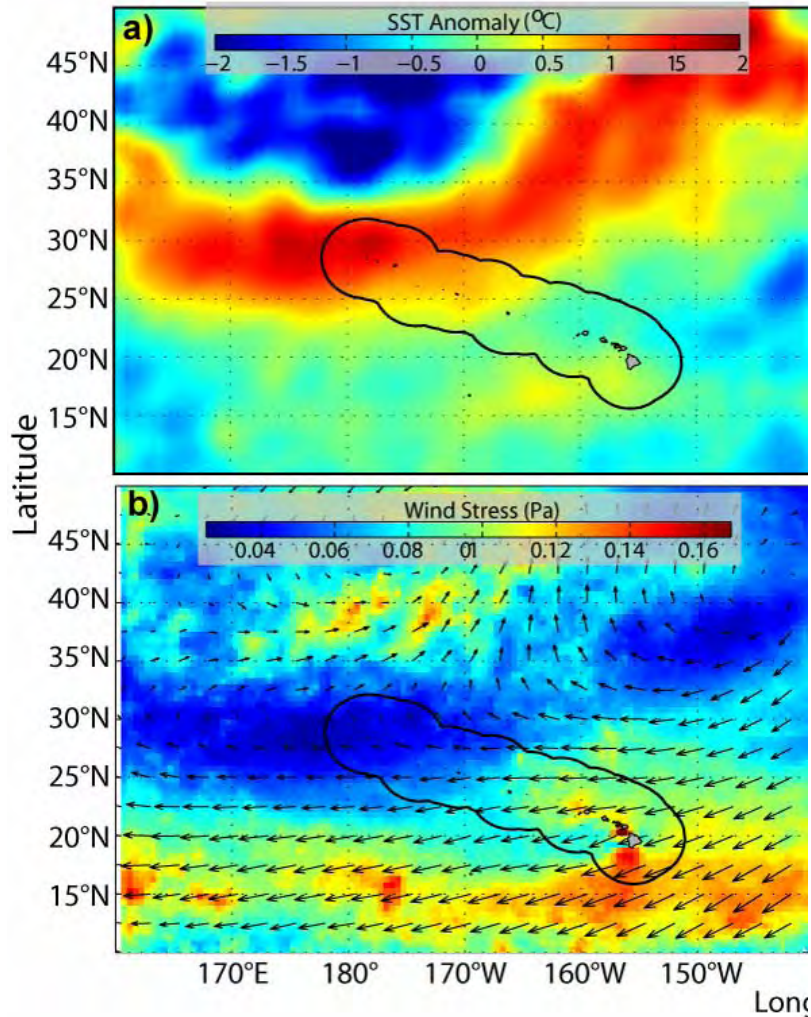 a)
SST Anomaly (°C)
−2 −1.5 −1 −0.5 0 0.5 1 15 2
45°N
40°N
35°N
30°N
25°N
20°N
15°N
Latitude
b)
Wind Stress (Pa)
0.04 0.06 0.08 01 0.12 0.14 0.16
45°N
40°N
35°N
30°N
25°N
20°N
15°N
170°E 180° 170°W 160°W 150°W
Long